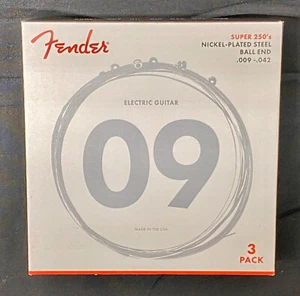 Fender
SUPER 250's
NICKEL-PLATED STEEL
BALL END
.009 -.042
ELECTRIC GUITAR
09
MADE IN THE USA
3
PACK